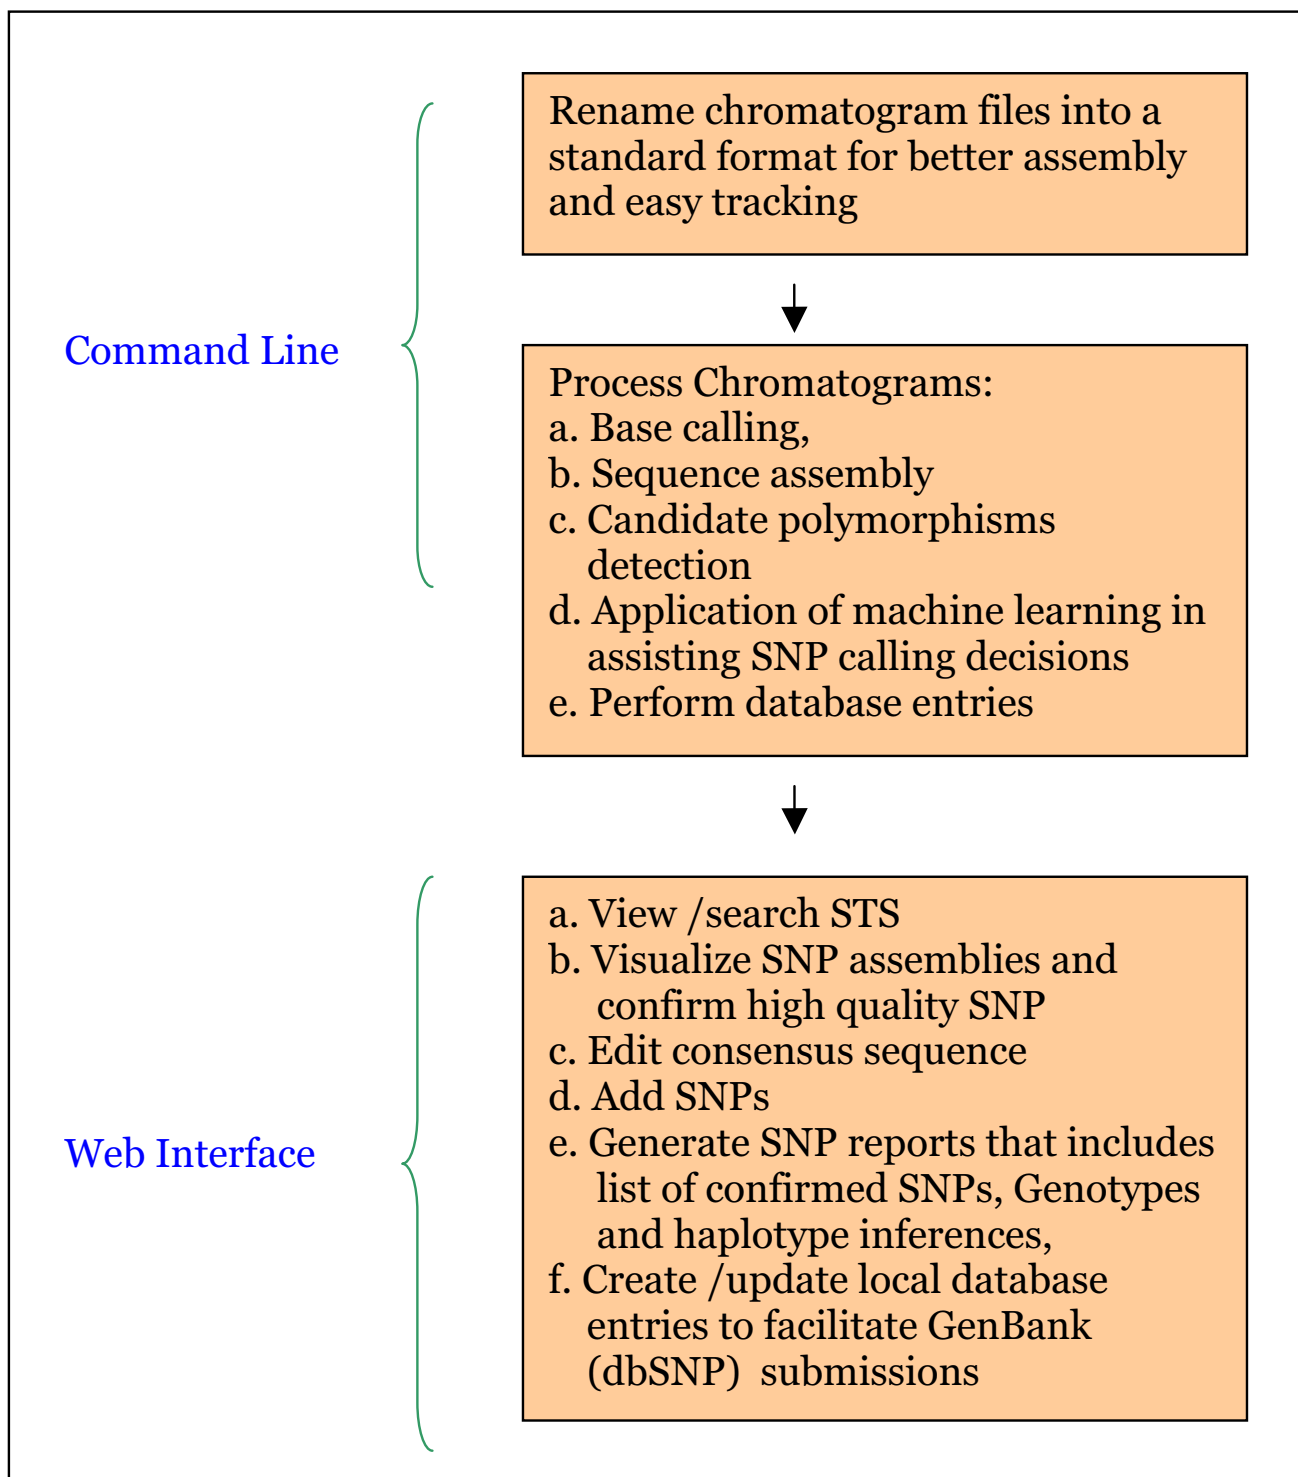 Rename chromatogram files into a
standard format for better assembly
and easy tracking
Command Line
Process Chromatograms:
a. Base calling,
b. Sequence assembly
c. Candidate polymorphisms
detection
d. Application of machine learning in
assisting SNP calling decisions
e. Perform database entries
Web Interface
a. View /search STS
b. Visualize SNP assemblies and
confirm high quality SNP
c. Edit consensus sequence
d. Add SNPs
e. Generate SNP reports that includes
list of confirmed SNPs, Genotypes
and haplotype inferences,
f. Create /update local database
entries to facilitate GenBank
(dbSNP)  submissions